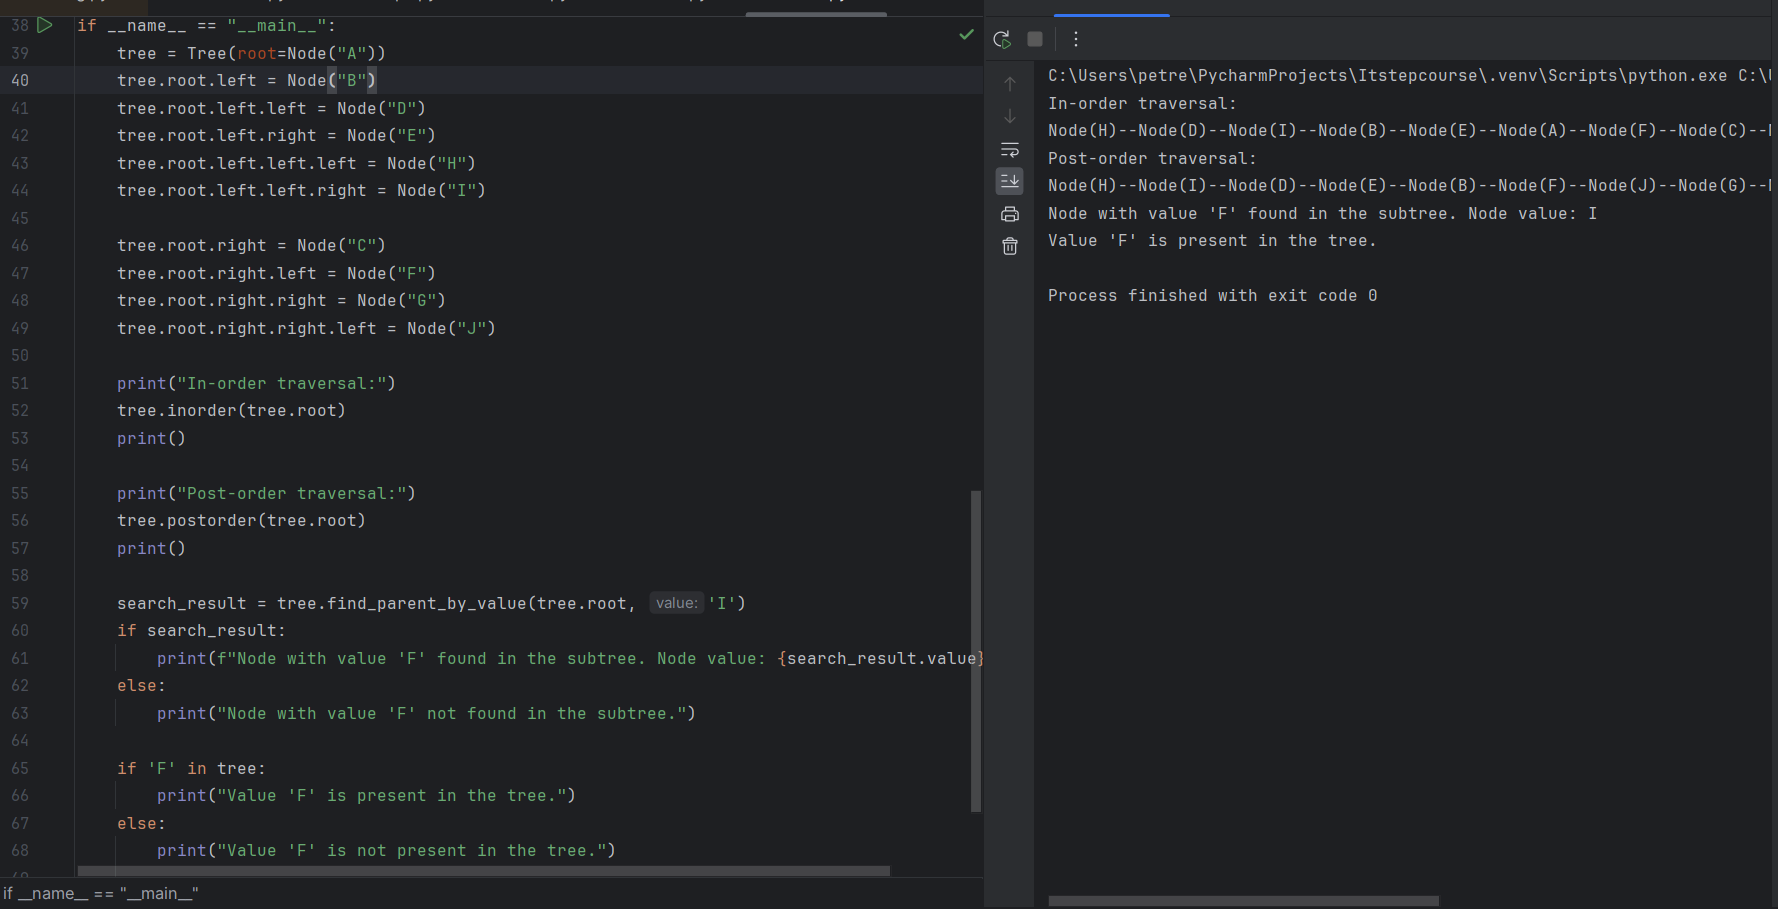 38 if __name__ == "__main__":
39 tree = Tree(root=Node("A"))
40 tree.root.left = Node("B")
41 tree.root.left.left = Node("D")
42 tree.root.left.right = Node("E")
43 tree.root.left.left.left = Node("H")
44 tree.root.left.left.right = Node("I")
45
46 tree.root.right = Node("C")
47 tree.root.right.left = Node("F")
48 tree.root.right.right = Node("G")
49 tree.root.right.right.left = Node("J")
50
51 print("In-order traversal:")
52 tree.inorder(tree.root)
53 print()
54
55 print("Post-order traversal:")
56 tree.postorder(tree.root)
57 print()
58
59 search_result = tree.find_parent_by_value(tree.root, value: 'I')
60 if search_result:
61 print(f"Node with value 'F' found in the subtree. Node value: {search_result.value}
62 else:
63 print("Node with value 'F' not found in the subtree.")
64
65 if 'F' in tree:
66 print("Value 'F' is present in the tree.")
67 else:
68 print("Value 'F' is not present in the tree.")
if __name__ == "__main__"
C:\Users\petre\PycharmProjects\Itstepcourse\.venv\Scripts\python.exe C:\
In-order traversal:
Node(H)--Node(D)--Node(I)--Node(B)--Node(E)--Node(A)--Node(F)--Node(C)--
Post-order traversal:
Node(H)--Node(I)--Node(D)--Node(E)--Node(B)--Node(F)--Node(J)--Node(G)--
Node with value 'F' found in the subtree. Node value: I
Value 'F' is present in the tree.
Process finished with exit code 0